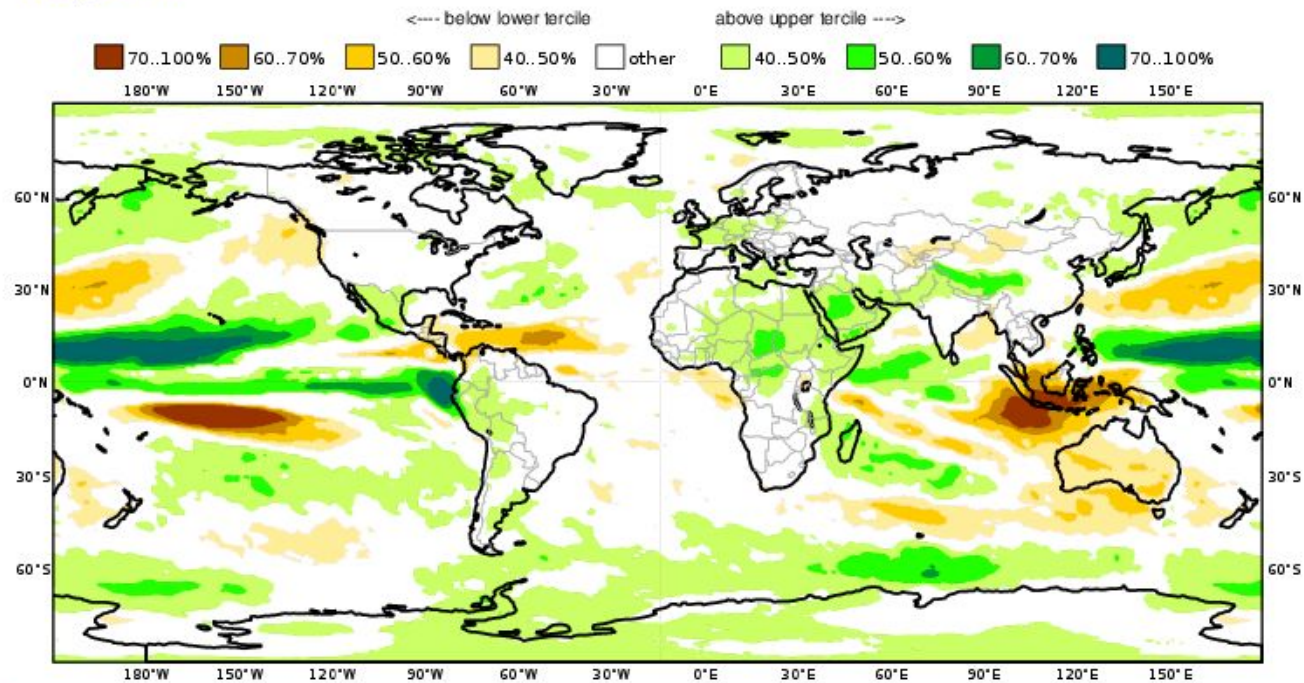 <---- below lower tercile above upper tercile ---->
70..100% 60..70% 50..60% 40..50% other 40..50% 50..60% 60..70% 70..100%
180°W 150°W 120°W 90°W 60°W 30°W 0°E 30°E 60°E 90°E 120°E 150°E
60°N 60°N
30°N 30°N
0°N 0°N
30°S 30°S
60°S 60°S
180°W 150°W 120°W 90°W 60°W 30°W 0°E 30°E 60°E 90°E 120°E 150°E